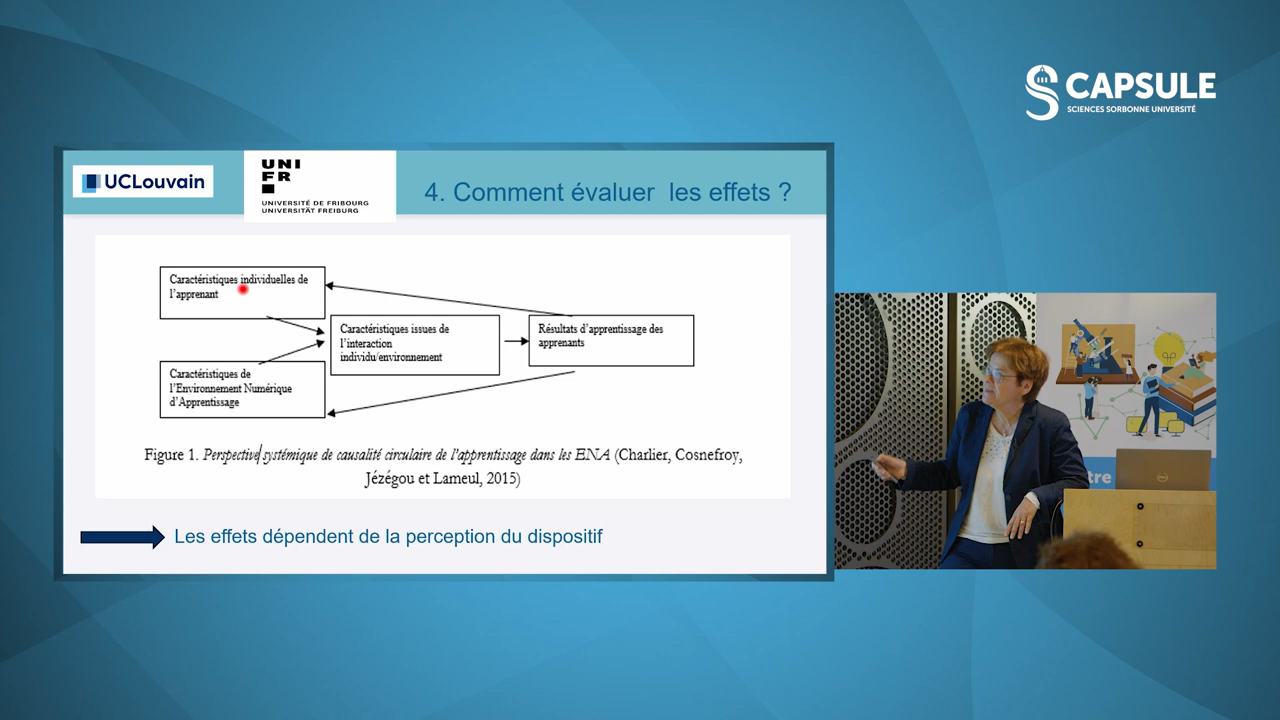 CAPSULE
SCIENCES SORBONNE UNIVERSITÉ
UCLouvain
UNI
FR
UNIVERSITÉ DE FRIBOURG
UNIVERSITÄT FREIBURG
4. Comment évaluer les effets ?
Caractéristiques individuelles de
l'apprenant
Caractéristiques issues de
l'interaction
individu/environnement
Résultats d'apprentissage des
apprenants
Caractéristiques de
l'Environnement Numérique
d'Apprentissage
Figure 1. Perspective systémique de causalité circulaire de l'apprentissage dans les ENA (Charlier, Cosnefroy,
Jézégou et Lameul, 2015)
Les effets dépendent de la perception du dispositif
tre
DELL